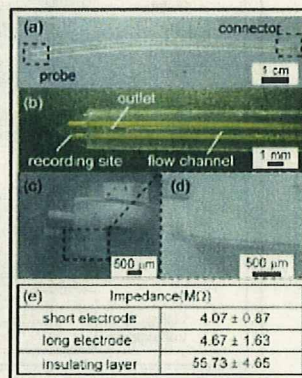 (a)
connector
probe
1 cm
(b)
outlet
recording site
flow channel
1 mm
(c)
(d)
500 μm
500 μm
(e) Impedance(MΩ)
short electrode 4.07 ± 0.87
long electrode 4.67 ± 1.63
insulating layer 55.73 ± 4.65